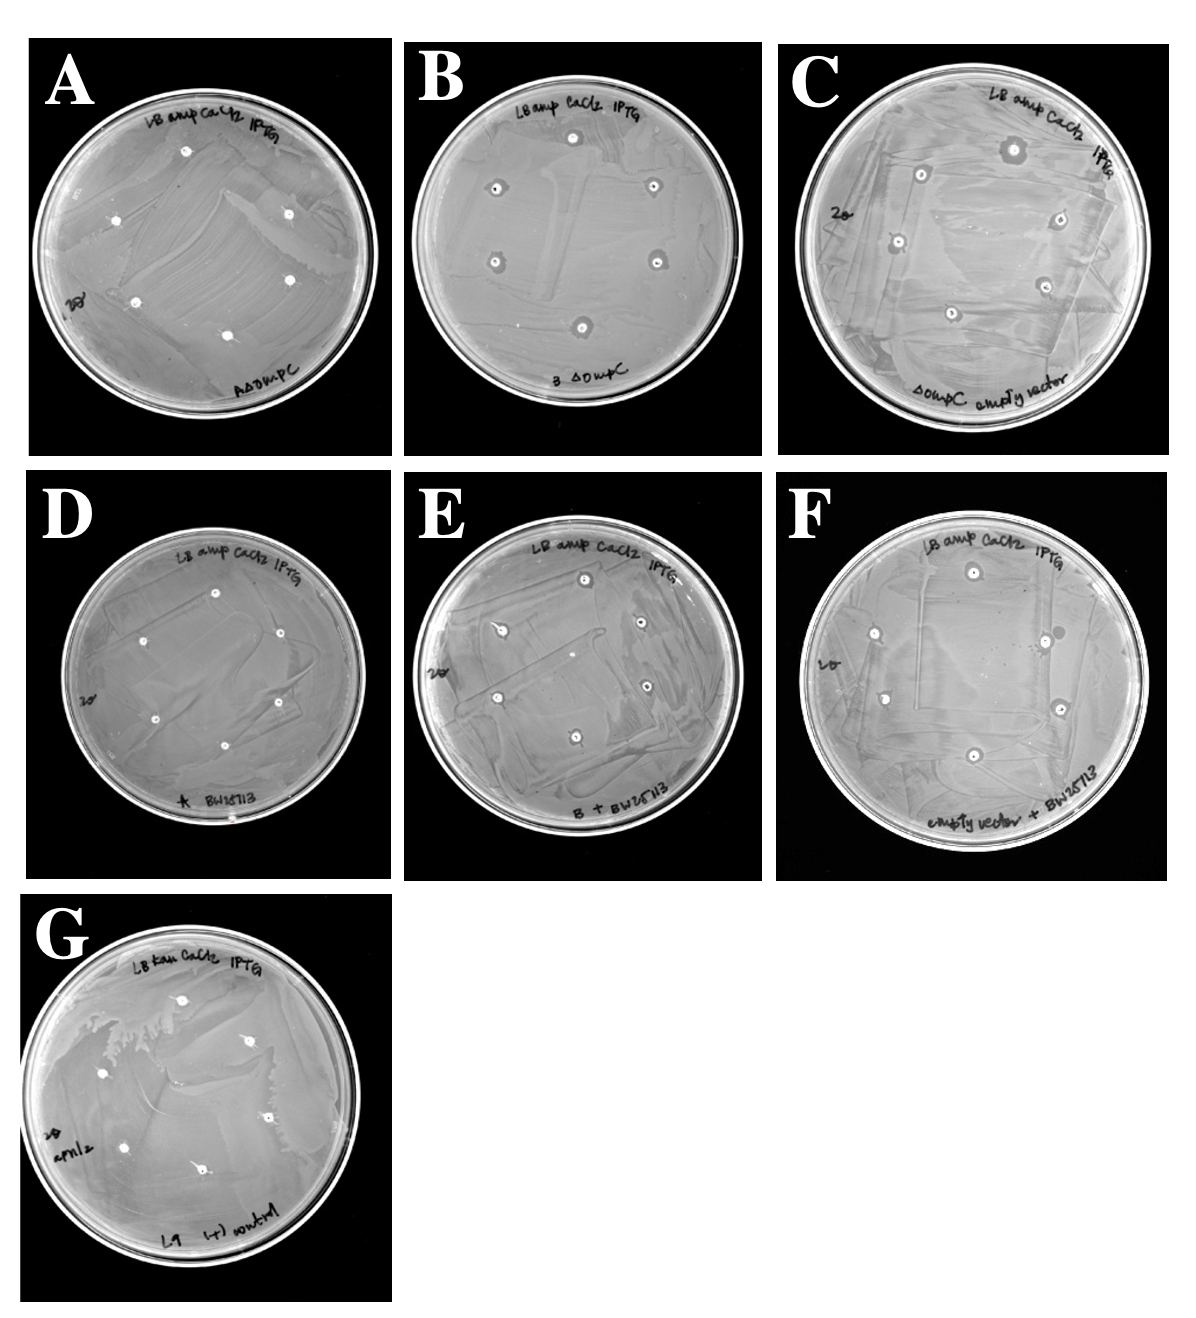 A
LB amp CaCl2 IPTG
20
A ΔompC
B
LB amp CaCl2 IPTG
B ΔompC
C
LB amp CaCl2 IPTG
20
ΔompC empty vector
D
LB amp CaCl2 IPTG
20
A BW25113
E
LB amp CaCl2 IPTG
20
B + BW25113
F
LB amp CaCl2 IPTG
20
empty vector + BW25113
G
LB kan CaCl2 IPTG
20
L9 (+) control